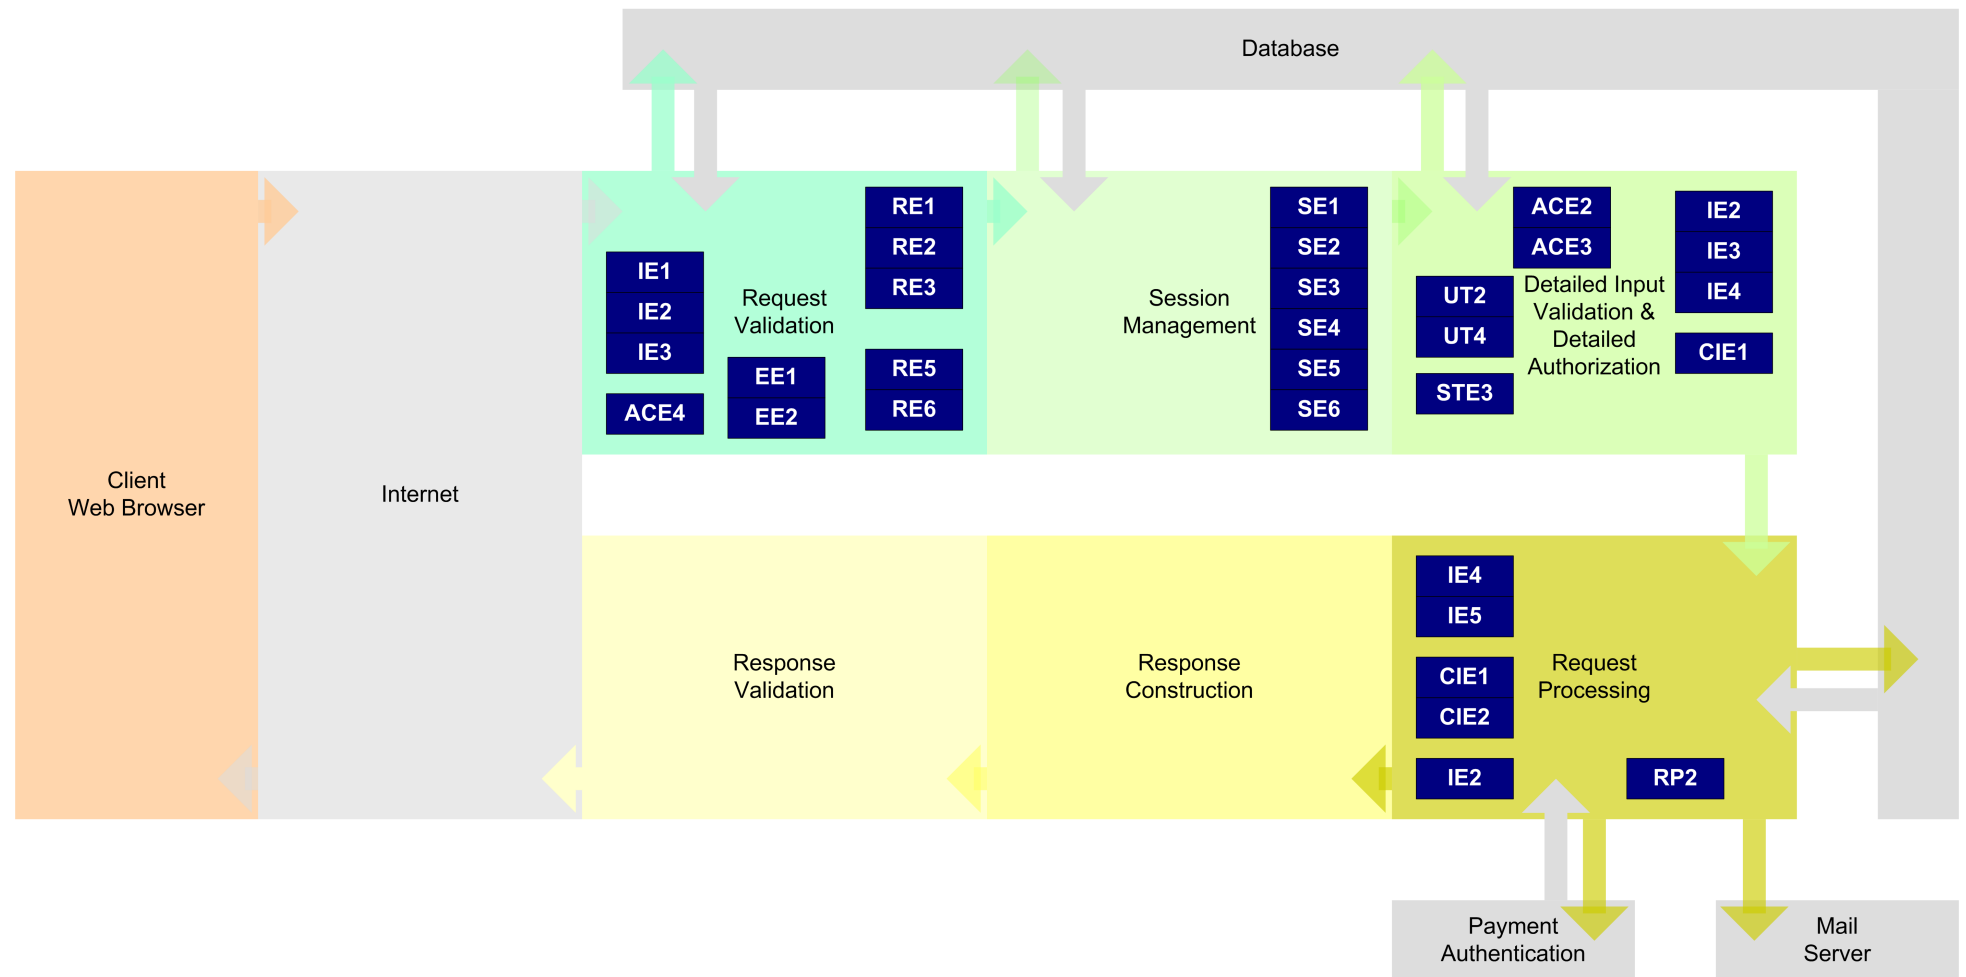 Database
RE1
RE2
RE3
IE1
IE2
IE3
Request
Validation
ACE4
EE1
EE2
RE5
RE6
Session
Management
SE1
SE2
SE3
SE4
SE5
SE6
ACE2
ACE3
IE2
IE3
IE4
UT2
UT4
Detailed Input
Validation &
Detailed
Authorization
CIE1
STE3
Client
Web Browser
Internet
Response
Validation
Response
Construction
IE4
IE5
CIE1
CIE2
Request
Processing
IE2
RP2
Payment
Authentication
Mail
Server